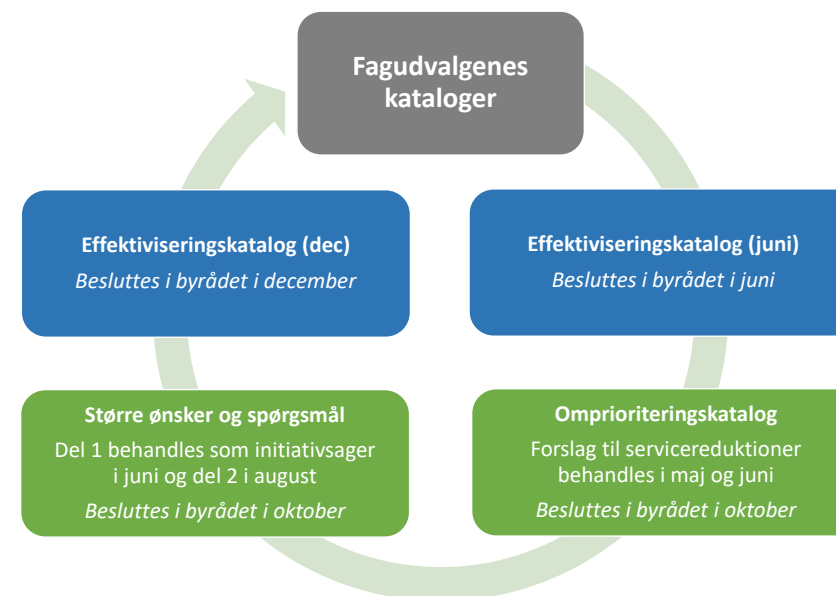 Fagudvalgenes
kataloger
Effektiviseringskatalog (dec)
Besluttes i byrådet i december
Effektiviseringskatalog (juni)
Besluttes i byrådet i juni
Større ønsker og spørgsmål
Del 1 behandles som initiativsager
i juni og del 2 i august
Besluttes i byrådet i oktober
Omprioriteringskatalog
Forslag til servicereduktioner
behandles i maj og juni
Besluttes i byrådet i oktober